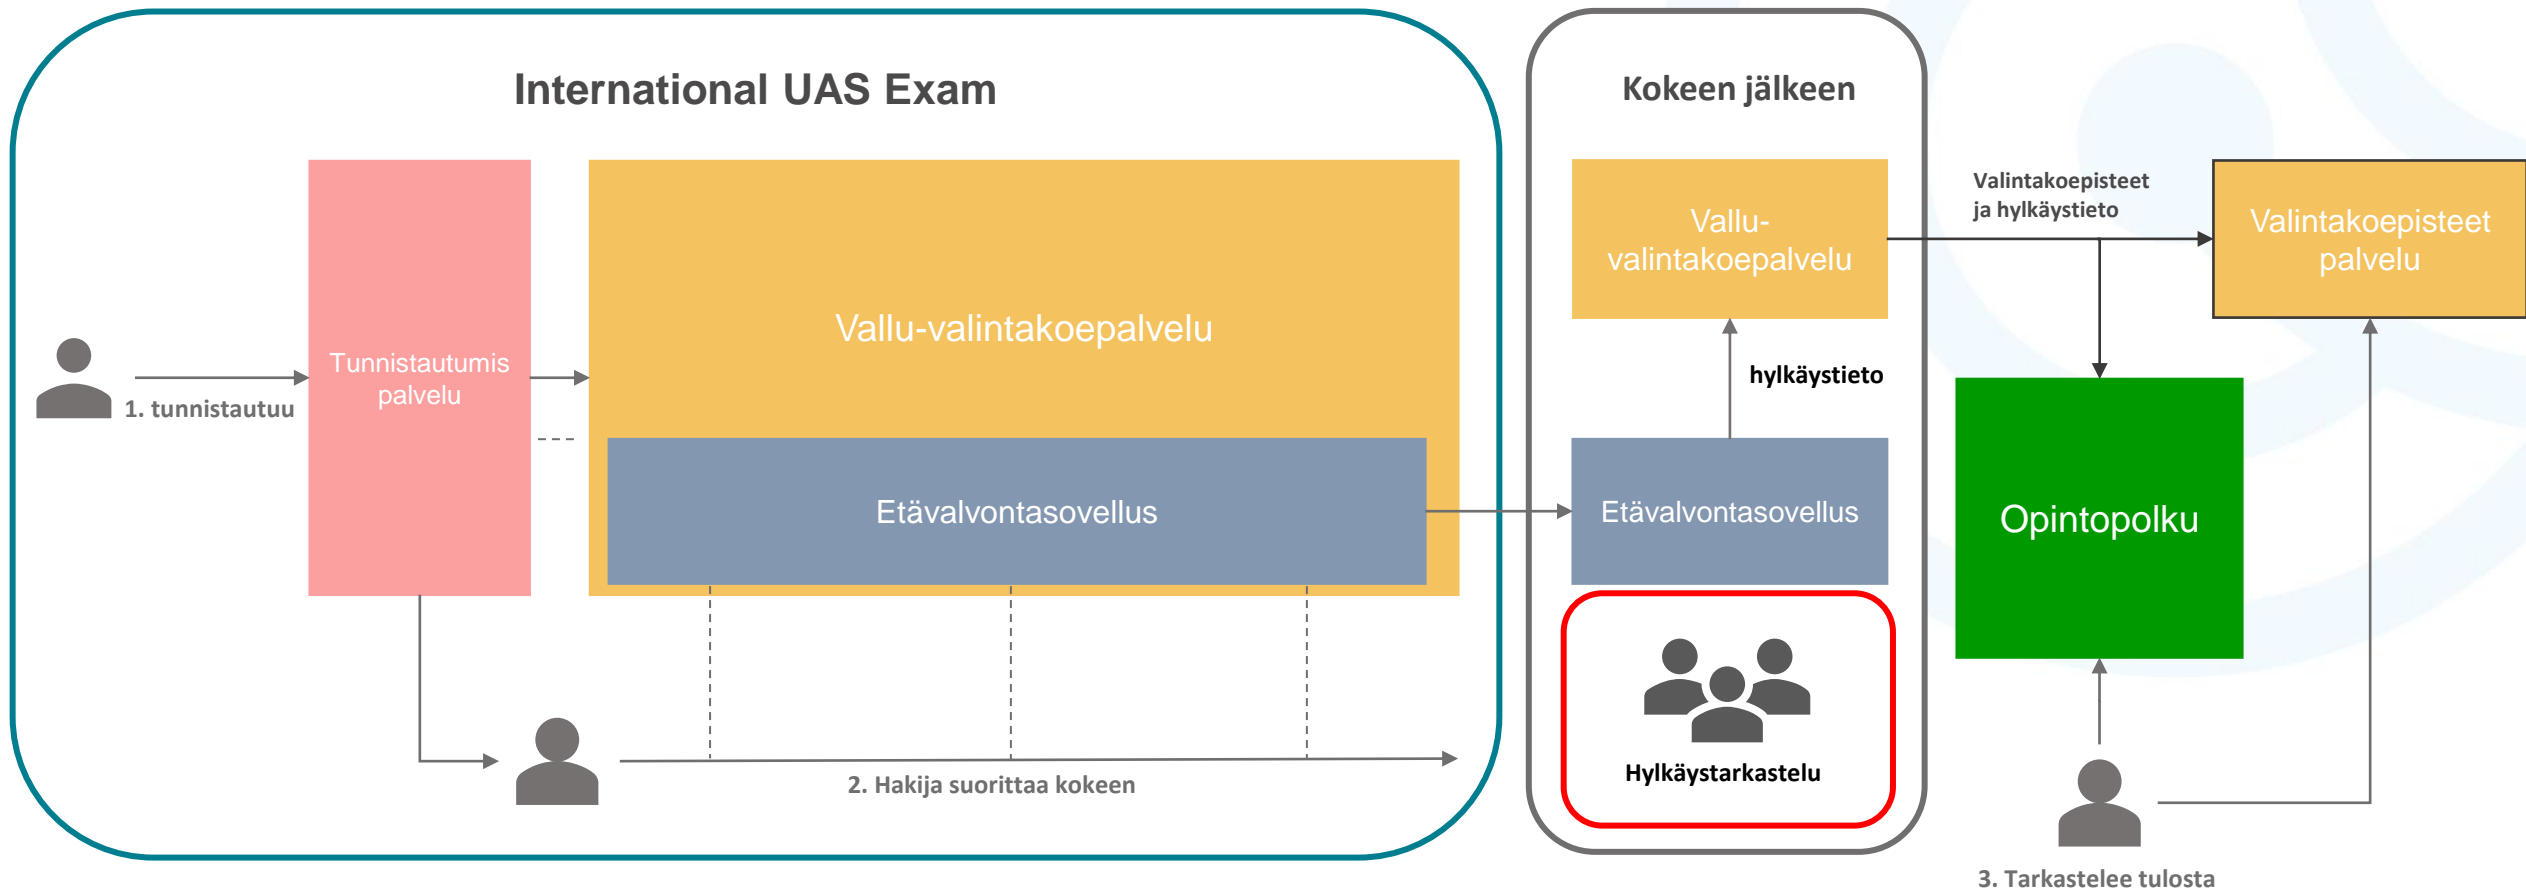 International UAS Exam
Tunnistautumis
palvelu
Vallu-valintakoepalvelu
1. tunnistautuu
Etävalvontasovellus
2. Hakija suorittaa kokeen
Kokeen jälkeen
Vallu-
valintakoepalvelu
hylkäystieto
Etävalvontasovellus
Hylkäystarkastelu
Valintakoepisteet
ja hylkäystieto
Valintakoepisteet
palvelu
Opintopolku
3. Tarkastelee tulosta